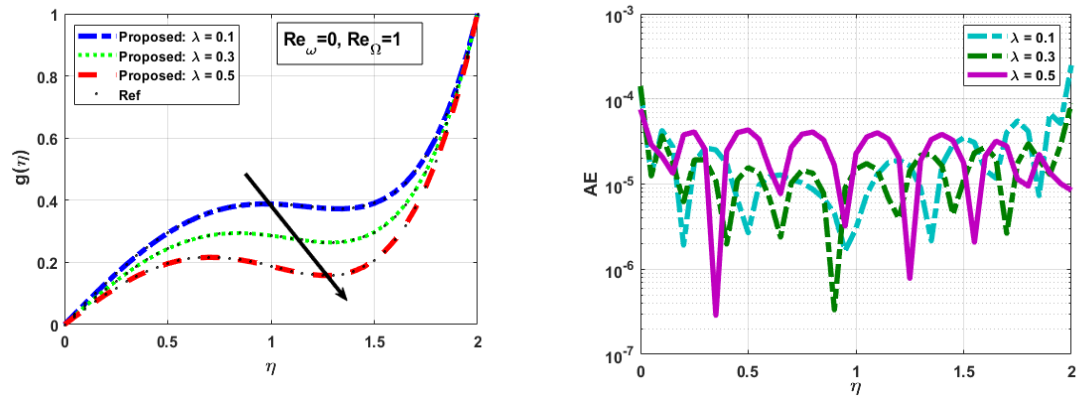 Proposed: λ = 0.1
Proposed: λ = 0.3
Proposed: λ = 0.5
Ref
Re_ω=0, Re_Ω=1
1
0.8
0.6
0.4
0.2
0
g(η)
0 0.5 1 1.5 2
η
λ = 0.1
λ = 0.3
λ = 0.5
10^-3
10^-4
10^-5
10^-6
10^-7
AE
0 0.5 1 1.5 2
η